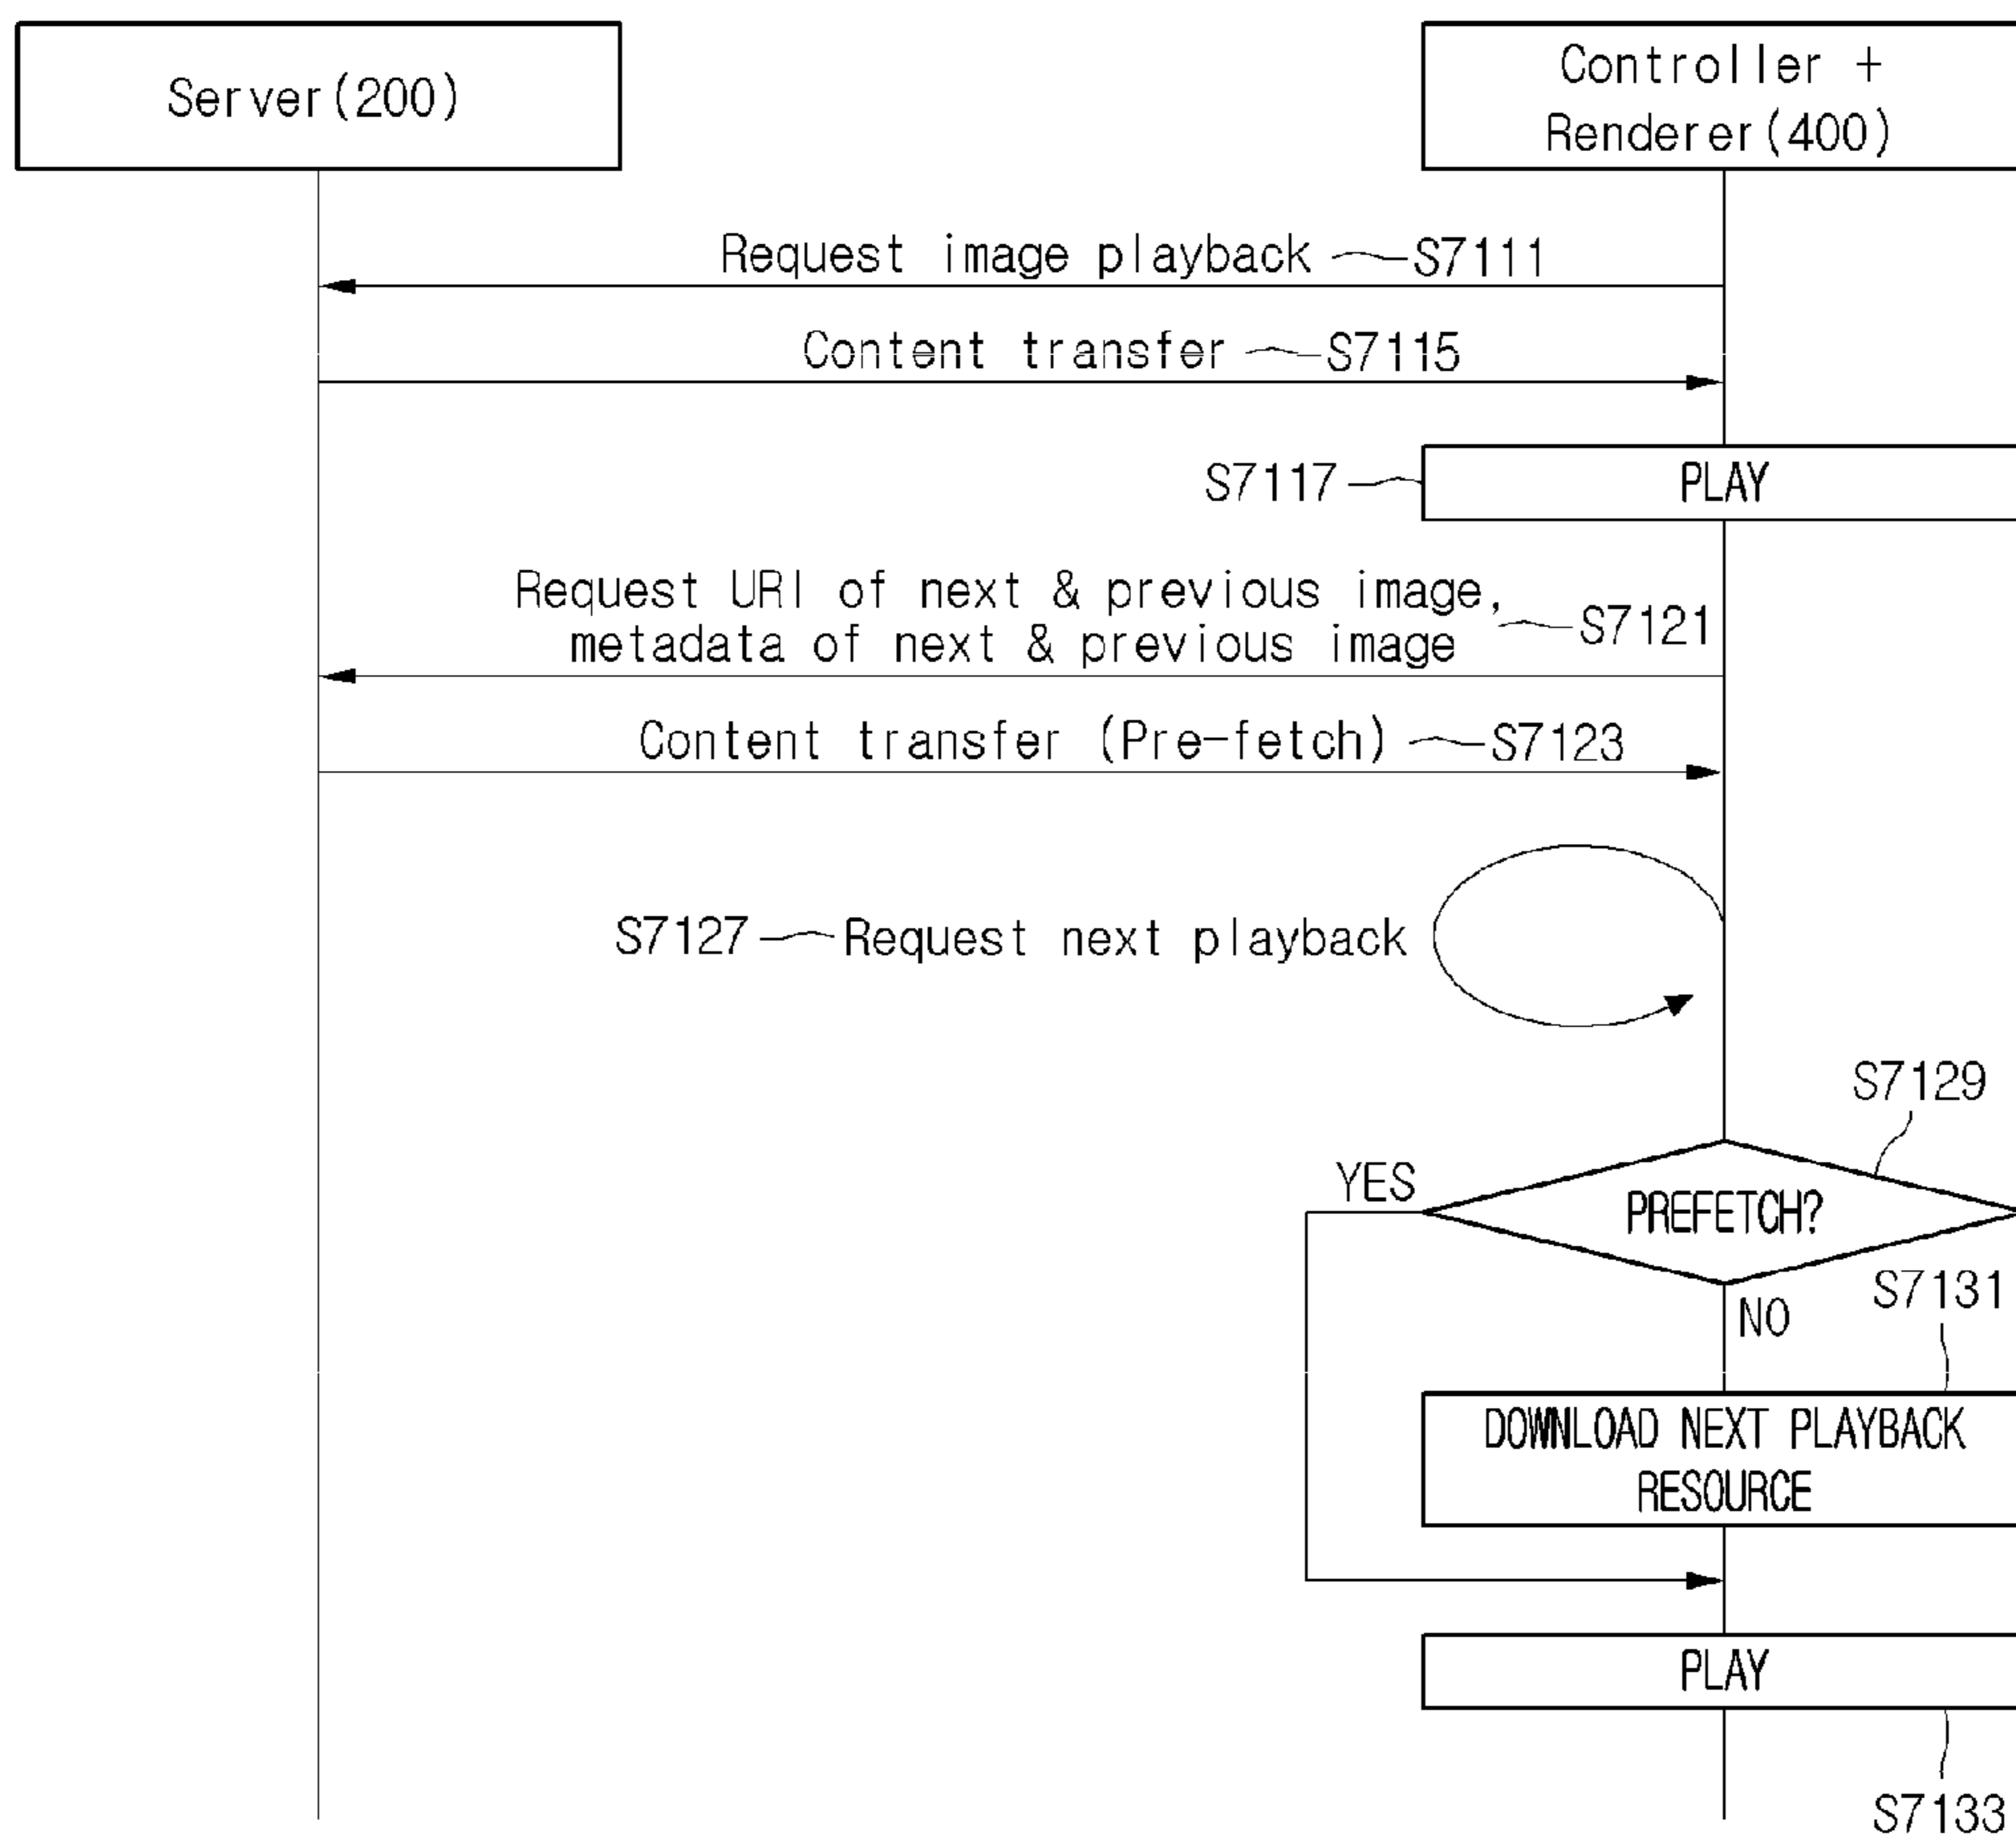 Server(200)
Controller +
Renderer(400)
Request image playback S7111
Content transfer S7115
S7117 PLAY
Request URI of next & previous image,
metadata of next & previous image S7121
Content transfer (Pre-fetch) S7123
S7127 Request next playback
S7129
YES
PREFETCH?
S7131
NO
DOWNLOAD NEXT PLAYBACK
RESOURCE
PLAY
S7133